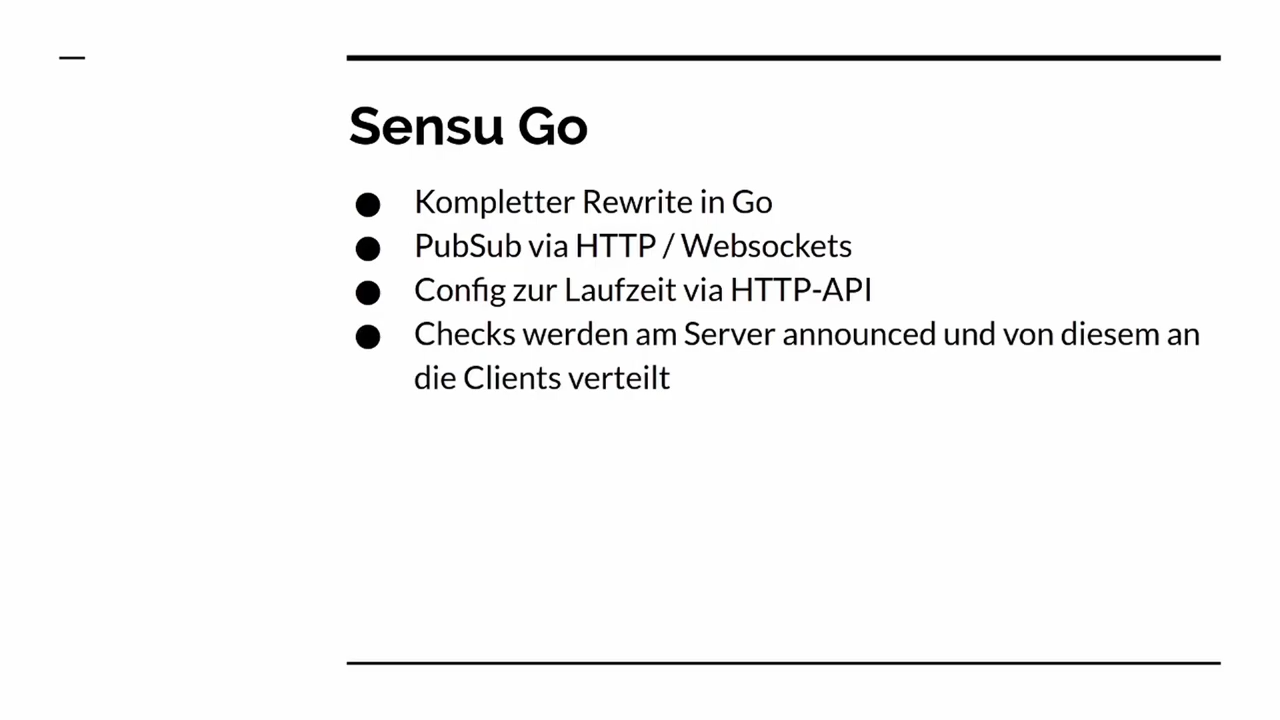 Sensu Go
● Kompletter Rewrite in Go
● PubSub via HTTP / Websockets
● Config zur Laufzeit via HTTP-API
● Checks werden am Server announced und von diesem an
die Clients verteilt